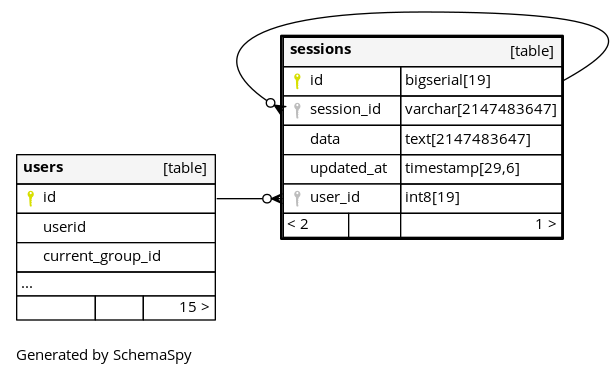 sessions [table]
id bigserial[19]
session_id varchar[2147483647]
data text[2147483647]
updated_at timestamp[29,6]
user_id int8[19]
< 2 1 >
users [table]
id
userid
current_group_id
...
15 >
Generated by SchemaSpy